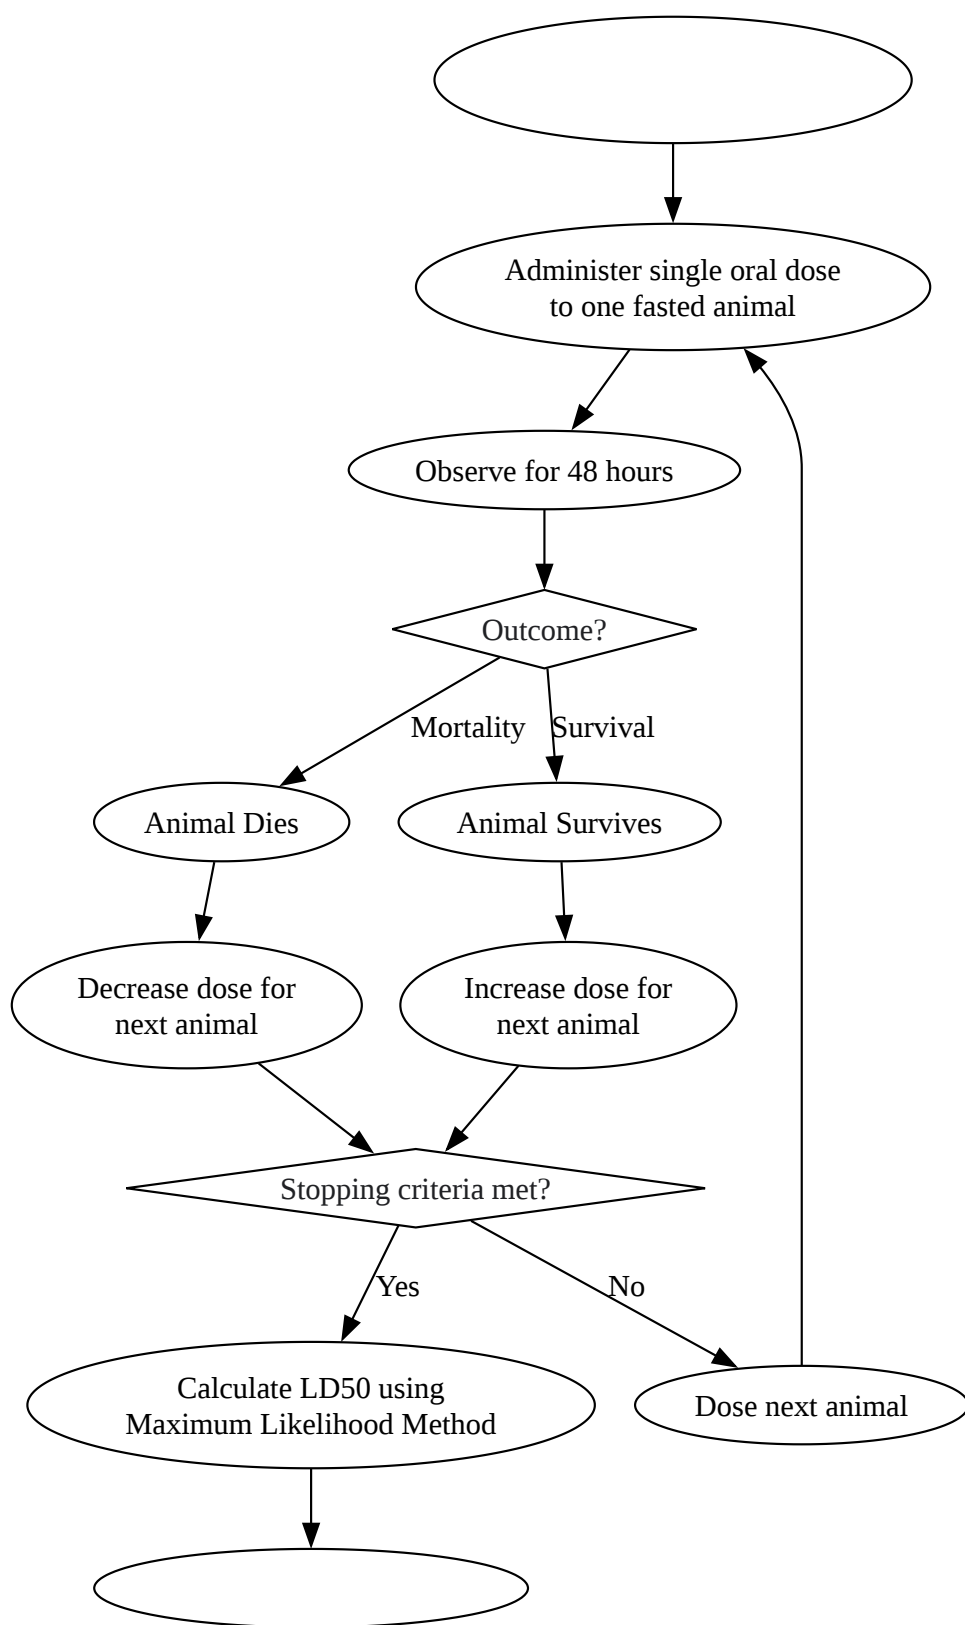 Administer single oral dose
to one fasted animal
Observe for 48 hours
Outcome?
Mortality
Survival
Animal Dies
Animal Survives
Decrease dose for
next animal
Increase dose for
next animal
Stopping criteria met?
Yes
No
Calculate LD50 using
Maximum Likelihood Method
Dose next animal